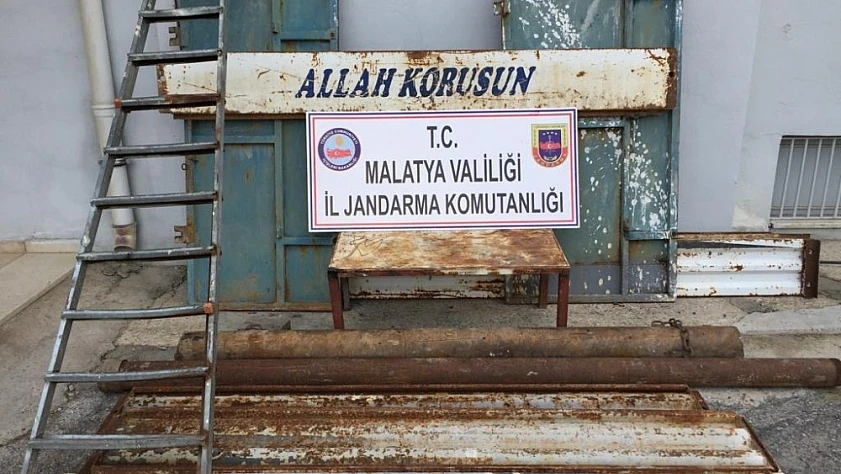 ALLAH KORUSUN
T.C.
MALATYA VALİLİĞİ
İL JANDARMA KOMUTANLIĞI